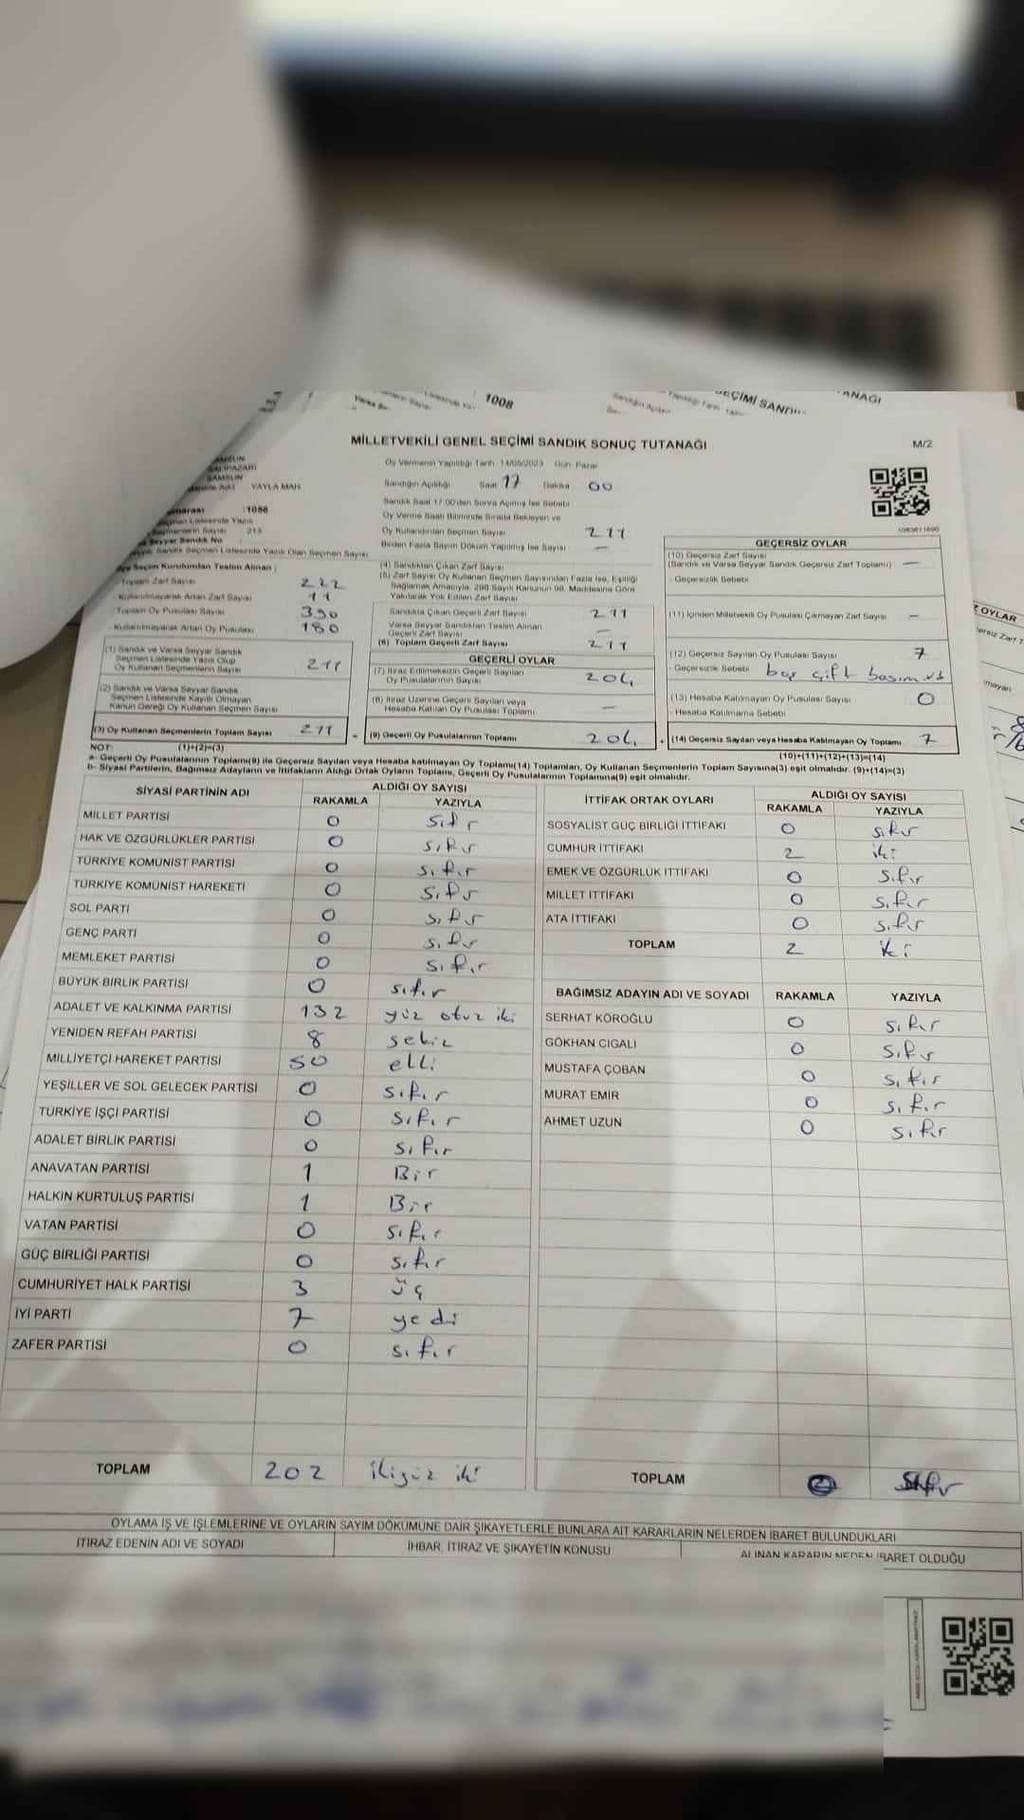 1008
EÇİMİ SANDI
ANAĞI
MİLLETVEKİLİ GENEL SEÇİMİ SANDIK SONUÇ TUTANAĞI
M/2
SAMSUN
YAYLA MAH.
1086
213
Oy Vermenin Yapıldığı Tarih 14/05/2023 Gün Pazar
Sandığın Açıldığı Saat 17 Dakika 00
Sandık Saat 17.00'den Sonra Açılmış İse Sebebi
Oy Verme Saati Bitiminde Sırada Bekleyen ve
Oy Kullandırılan Seçmen Sayısı 211
Birden Fazla Sayım Döküm Yapılmış İse Sayısı —
Toplam Zarf Sayısı 222
Kullanılmayarak Artan Zarf Sayısı 11
Toplam Oy Pusulası Sayısı 390
Kullanılmayarak Artan Oy Pusulası 180
(1) Sandık ve Varsa Seyyar Sandık
Seçmen Listesinde Yazılı Olup
Oy Kullanan Seçmenlerin Sayısı 211
(2) Sandık ve Varsa Seyyar Sandık
Seçmen Listesinde Kayıtlı Olmayan
Kanun Gereği Oy Kullanan Seçmen Sayısı
(3) Oy Kullanan Seçmenlerin Toplam Sayısı 211
(1)+(2)=(3)
(4) Sandıktan Çıkan Zarf Sayısı
(5) Zarf Sayısı Oy Kullanan Seçmen Sayısından Fazla İse, Eşitliği
Sağlamak Amacıyla, 298 Sayılı Kanunun 98. Maddesine Göre
Yakılarak Yok Edilen Zarf Sayısı
Sandıkta Çıkan Geçerli Zarf Sayısı 211
Varsa Seyyar Sandıktan Teslim Alınan
Geçerli Zarf Sayısı —
(6) Toplam Geçerli Zarf Sayısı 211
GEÇERLİ OYLAR
(7) İtiraz Edilmeksizin Geçerli Sayılan
Oy Pusulalarının Sayısı 204
(8) İtiraz Üzerine Geçerli Sayılan veya
Hesaba Katılan Oy Pusulası Toplamı —
(9) Geçerli Oy Pusulalarının Toplamı 204
GEÇERSİZ OYLAR
(10) Geçersiz Zarf Sayısı
(Sandık ve Varsa Seyyar Sandık Geçersiz Zarf Toplamı) —
Geçersizlik Sebebi
(11) İçinden Milletvekili Oy Pusulası Çıkmayan Zarf Sayısı —
(12) Geçersiz Sayılan Oy Pusulası Sayısı 7
Geçersizlik Sebebi boş çift basım vs
(13) Hesaba Katılmayan Oy Pusulası Sayısı 0
Hesaba Katılmama Sebebi
(14) Geçersiz Sayılan veya Hesaba Katılmayan Oy Toplamı 7
(10)+(11)+(12)+(13)=(14)
NOT:
a- Geçerli Oy Pusulalarının Toplamı(9) ile Geçersiz Sayılan veya Hesaba katılmayan Oy Toplamı(14) Toplamları, Oy Kullanan Seçmenlerin Toplam Sayısına(3) eşit olmalıdır. (9)+(14)=(3)
b- Siyasi Partilerin, Bağımsız Adayların ve İttifakların Aldığı Ortak Oyların Toplamı, Geçerli Oy Pusulalarının Toplamına(9) eşit olmalıdır.
SİYASİ PARTİNİN ADI
ALDIĞI OY SAYISI
RAKAMLA YAZIYLA
MİLLET PARTİSİ 0 sıfır
HAK VE ÖZGÜRLÜKLER PARTİSİ 0 sıfır
TÜRKİYE KOMÜNİST PARTİSİ 0 sıfır
TÜRKİYE KOMÜNİST HAREKETİ 0 sıfır
SOL PARTİ 0 sıfır
GENÇ PARTİ 0 sıfır
MEMLEKET PARTİSİ 0 sıfır
BÜYÜK BİRLİK PARTİSİ 0 sıfır
ADALET VE KALKINMA PARTİSİ 132 yüz otuz iki
YENİDEN REFAH PARTİSİ 8 sekiz
MİLLİYETÇİ HAREKET PARTİSİ 50 elli
YEŞİLLER VE SOL GELECEK PARTİSİ 0 sıfır
TÜRKİYE İŞÇİ PARTİSİ 0 sıfır
ADALET BİRLİK PARTİSİ 0 sıfır
ANAVATAN PARTİSİ 1 Bir
HALKIN KURTULUŞ PARTİSİ 1 Bir
VATAN PARTİSİ 0 sıfır
GÜÇ BİRLİĞİ PARTİSİ 0 sıfır
CUMHURİYET HALK PARTİSİ 3 üç
İYİ PARTİ 7 yedi
ZAFER PARTİSİ 0 sıfır
TOPLAM 202 ikiyüz iki
İTTİFAK ORTAK OYLARI
ALDIĞI OY SAYISI
RAKAMLA YAZIYLA
SOSYALİST GÜÇ BİRLİĞİ İTTİFAKI 0 sıfır
CUMHUR İTTİFAKI 2 iki
EMEK VE ÖZGÜRLÜK İTTİFAKI 0 sıfır
MİLLET İTTİFAKI 0 sıfır
ATA İTTİFAKI 0 sıfır
TOPLAM 2 iki
BAĞIMSIZ ADAYIN ADI VE SOYADI RAKAMLA YAZIYLA
SERHAT KÖROĞLU 0 sıfır
GÖKHAN CIGALI 0 sıfır
MUSTAFA ÇOBAN 0 sıfır
MURAT EMİR 0 sıfır
AHMET UZUN 0 sıfır
TOPLAM sıfır
OYLAMA İŞ VE İŞLEMLERİNE VE OYLARIN SAYIM DÖKÜMÜNE DAİR ŞİKAYETLERLE BUNLARA AİT KARARLARIN NELERDEN İBARET BULUNDUKLARI
İTİRAZ EDENİN ADI VE SOYADI
İHBAR, İTİRAZ VE ŞİKAYETİN KONUSU
ALINAN KARARIN NEDEN İBARET OLDUĞU